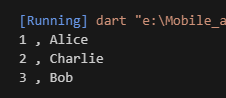 [Running] dart "e:\Mobile_a
1 , Alice
2 , Charlie
3 , Bob